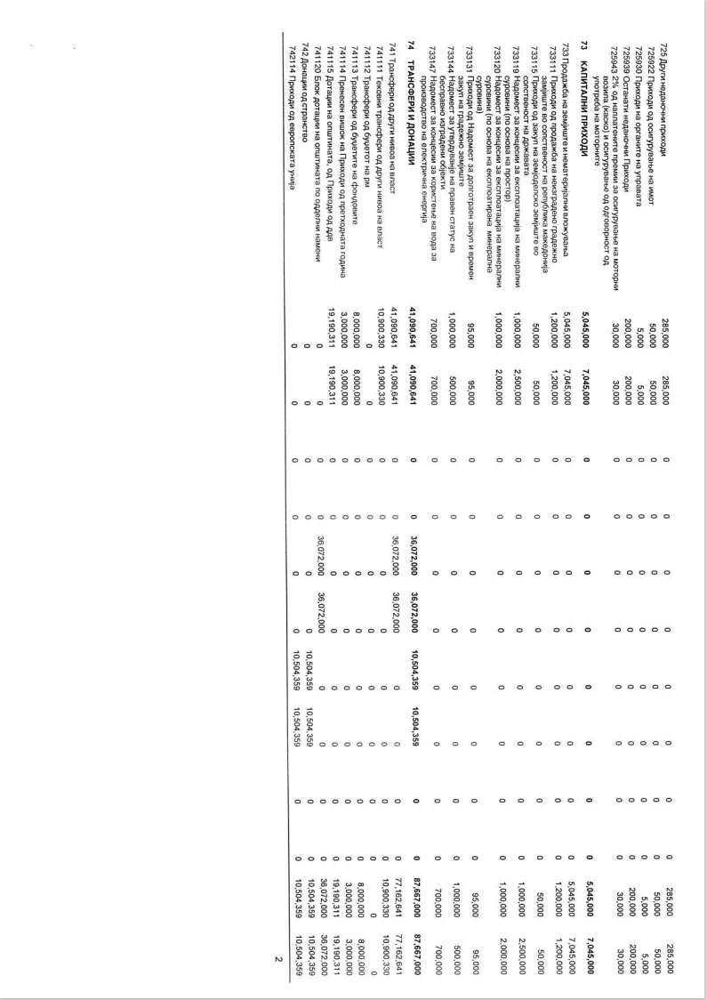 725 Други неданочни приходи 285,000 285,000 0 0 0 0 0 0 0 0 285,000 285,000
725922 Приходи од осигурување на имот 50,000 50,000 0 0 0 0 0 0 0 0 50,000 50,000
725930 Приходи на органите на управата 5,000 5,000 0 0 0 0 0 0 0 0 5,000 5,000
725939 Останати неданочни Приходи 200,000 200,000 0 0 0 0 0 0 0 0 200,000 200,000
725943 2% од наплатените премии за осигурување на моторни 30,000 30,000 0 0 0 0 0 0 0 0 30,000 30,000
возила (каско) и осигурување од одговорност од
употреба на моторните
73 КАПИТАЛНИ ПРИХОДИ 5,045,000 7,045,000 0 0 0 0 0 0 0 0 5,045,000 7,045,000
733 Продажба на земјиште и нематеријални вложувања 5,045,000 7,045,000 0 0 0 0 0 0 0 0 5,045,000 7,045,000
733111 Приходи од продажба на неизградено градежно 1,200,000 1,200,000 0 0 0 0 0 0 0 0 1,200,000 1,200,000
замјиште во сопственост на република македонија
733115 Приходи од закуп на земјоделско земјиште во 50,000 50,000 0 0 0 0 0 0 0 0 50,000 50,000
сопственост на државата
733119 Надомест за концесии за експлоатација на минерални 1,000,000 2,500,000 0 0 0 0 0 0 0 0 1,000,000 2,500,000
суровини (по основа на простор)
733120 Надомест за концесии за експлоатација на минерални 1,000,000 2,000,000 0 0 0 0 0 0 0 0 1,000,000 2,000,000
суровини (по основа на експлоатирана минерална
суровина)
733131 Приходи од Надомест за долготраен закуп и времен 95,000 95,000 0 0 0 0 0 0 0 0 95,000 95,000
закуп на градежно земјиште
733144 Надомест за утврдување на правен статус на 1,000,000 500,000 0 0 0 0 0 0 0 0 1,000,000 500,000
бесправно изградени објекти
733147 Надомест за концесии за користење на вода за 700,000 700,000 0 0 0 0 0 0 0 0 700,000 700,000
производство на електрична енергија
74 ТРАНСФЕРИ И ДОНАЦИИ 41,090,641 41,090,641 0 0 36,072,000 36,072,000 10,504,359 10,504,359 0 0 87,667,000 87,667,000
741 Трансфери од други нивоа на власт 41,090,641 41,090,641 0 0 36,072,000 36,072,000 0 0 0 0 77,162,641 77,162,641
741111 Тековни трансфери од други нивоа на власт 10,900,330 10,900,330 0 0 0 0 0 0 0 0 10,900,330 10,900,330
741112 Трансфери од буџетот на рм 0 0 0 0 0 0 0 0 0 0 0 0
741113 Трансфери од буџетите на фондовите 8,000,000 8,000,000 0 0 0 0 0 0 0 0 8,000,000 8,000,000
741114 Пренесен вишок на Приходи од претходната година 3,000,000 3,000,000 0 0 0 0 0 0 0 0 3,000,000 3,000,000
741115 Дотации на општината, од Приходи од ддв 19,190,311 19,190,311 0 0 0 0 0 0 0 0 19,190,311 19,190,311
741120 Блок дотации на општината по одделни намени 0 0 0 0 36,072,000 36,072,000 0 0 0 0 36,072,000 36,072,000
742 Донации од странство 0 0 0 0 0 0 10,504,359 10,504,359 0 0 10,504,359 10,504,359
742114 Приходи од европската унија 0 0 0 0 0 0 10,504,359 10,504,359 0 0 10,504,359 10,504,359
2